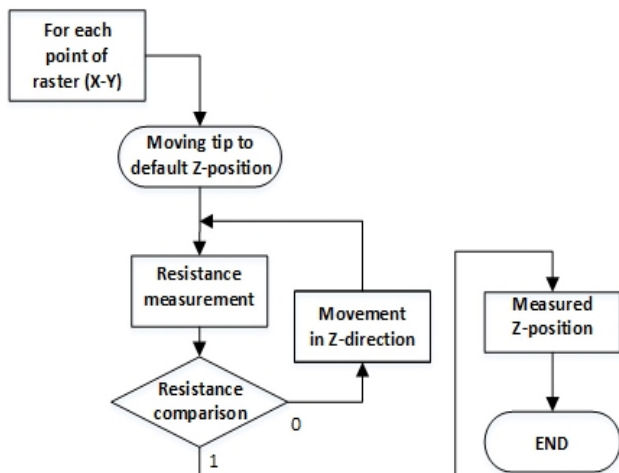 For each
point of
raster (X-Y)
Moving tip to
default Z-position
Resistance
measurement
Movement
in Z-direction
Resistance
comparison
0
1
Measured
Z-position
END